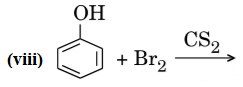 OH
CS₂
(viii) + Br₂